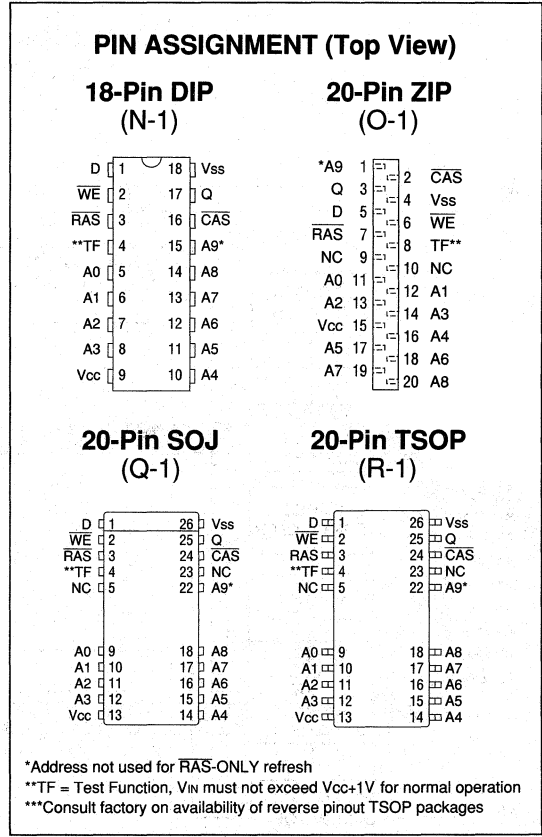 PIN ASSIGNMENT (Top View)
18-Pin DIP
(N-1)
D 1 18 Vss
WE 2 17 Q
RAS 3 16 CAS
**TF 4 15 A9*
A0 5 14 A8
A1 6 13 A7
A2 7 12 A6
A3 8 11 A5
Vcc 9 10 A4
20-Pin ZIP
(O-1)
*A9 1
2 CAS
Q 3
4 Vss
D 5
6 WE
RAS 7
8 TF**
NC 9
10 NC
A0 11
12 A1
A2 13
14 A3
Vcc 15
16 A4
A5 17
18 A6
A7 19
20 A8
20-Pin SOJ
(Q-1)
D 1 26 Vss
WE 2 25 Q
RAS 3 24 CAS
**TF 4 23 NC
NC 5 22 A9*
A0 9 18 A8
A1 10 17 A7
A2 11 16 A6
A3 12 15 A5
Vcc 13 14 A4
20-Pin TSOP
(R-1)
D 1 26 Vss
WE 2 25 Q
RAS 3 24 CAS
**TF 4 23 NC
NC 5 22 A9*
A0 9 18 A8
A1 10 17 A7
A2 11 16 A6
A3 12 15 A5
Vcc 13 14 A4
*Address not used for RAS-ONLY refresh
**TF = Test Function, VIN must not exceed Vcc+1V for normal operation
***Consult factory on availability of reverse pinout TSOP packages